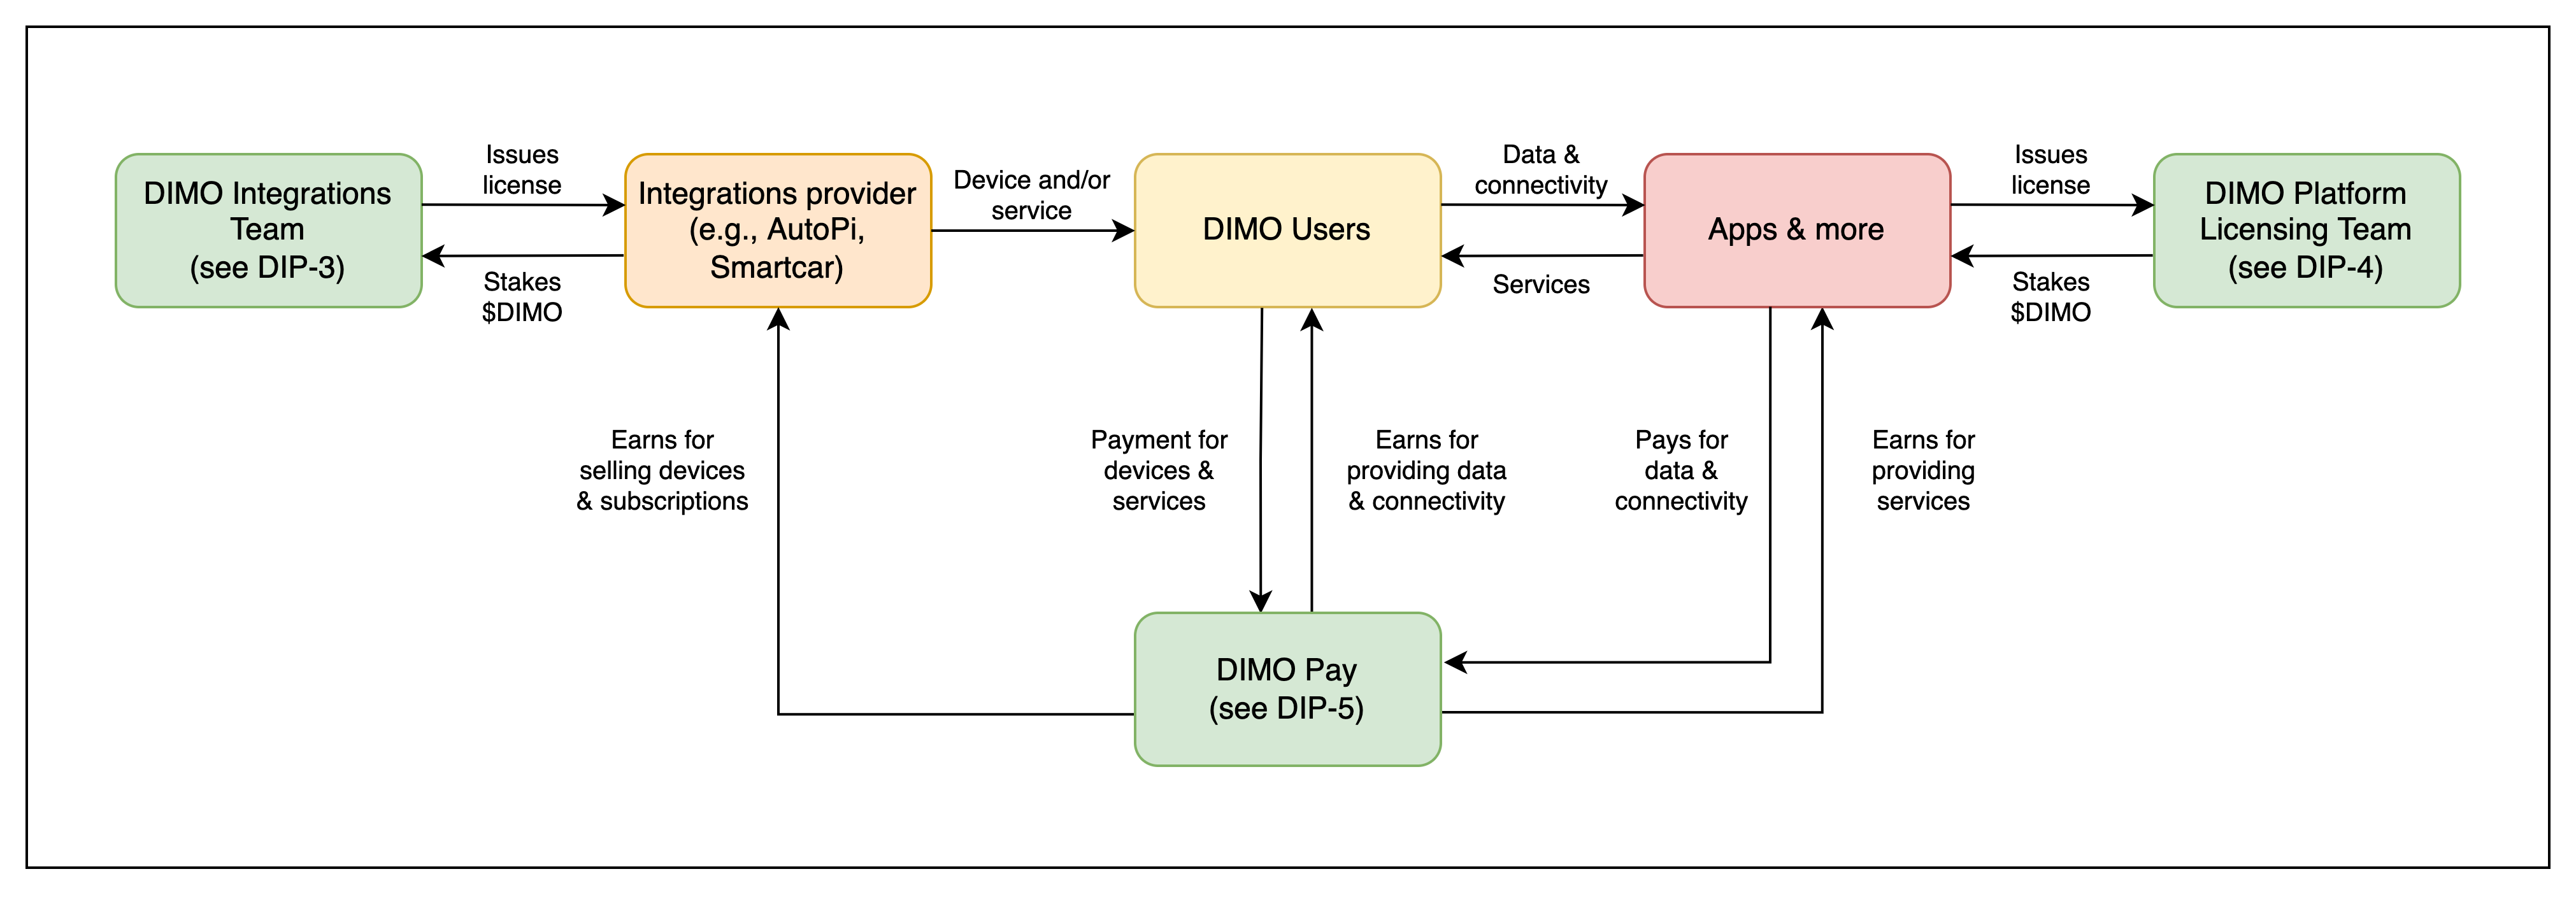 DIMO Integrations
Team
(see DIP-3)
Issues
license
Stakes
$DIMO
Integrations provider
(e.g., AutoPi,
Smartcar)
Device and/or
service
DIMO Users
Data &
connectivity
Services
Apps & more
Issues
license
Stakes
$DIMO
DIMO Platform
Licensing Team
(see DIP-4)
Earns for
selling devices
& subscriptions
Payment for
devices &
services
Earns for
providing data
& connectivity
Pays for
data &
connectivity
Earns for
providing
services
DIMO Pay
(see DIP-5)